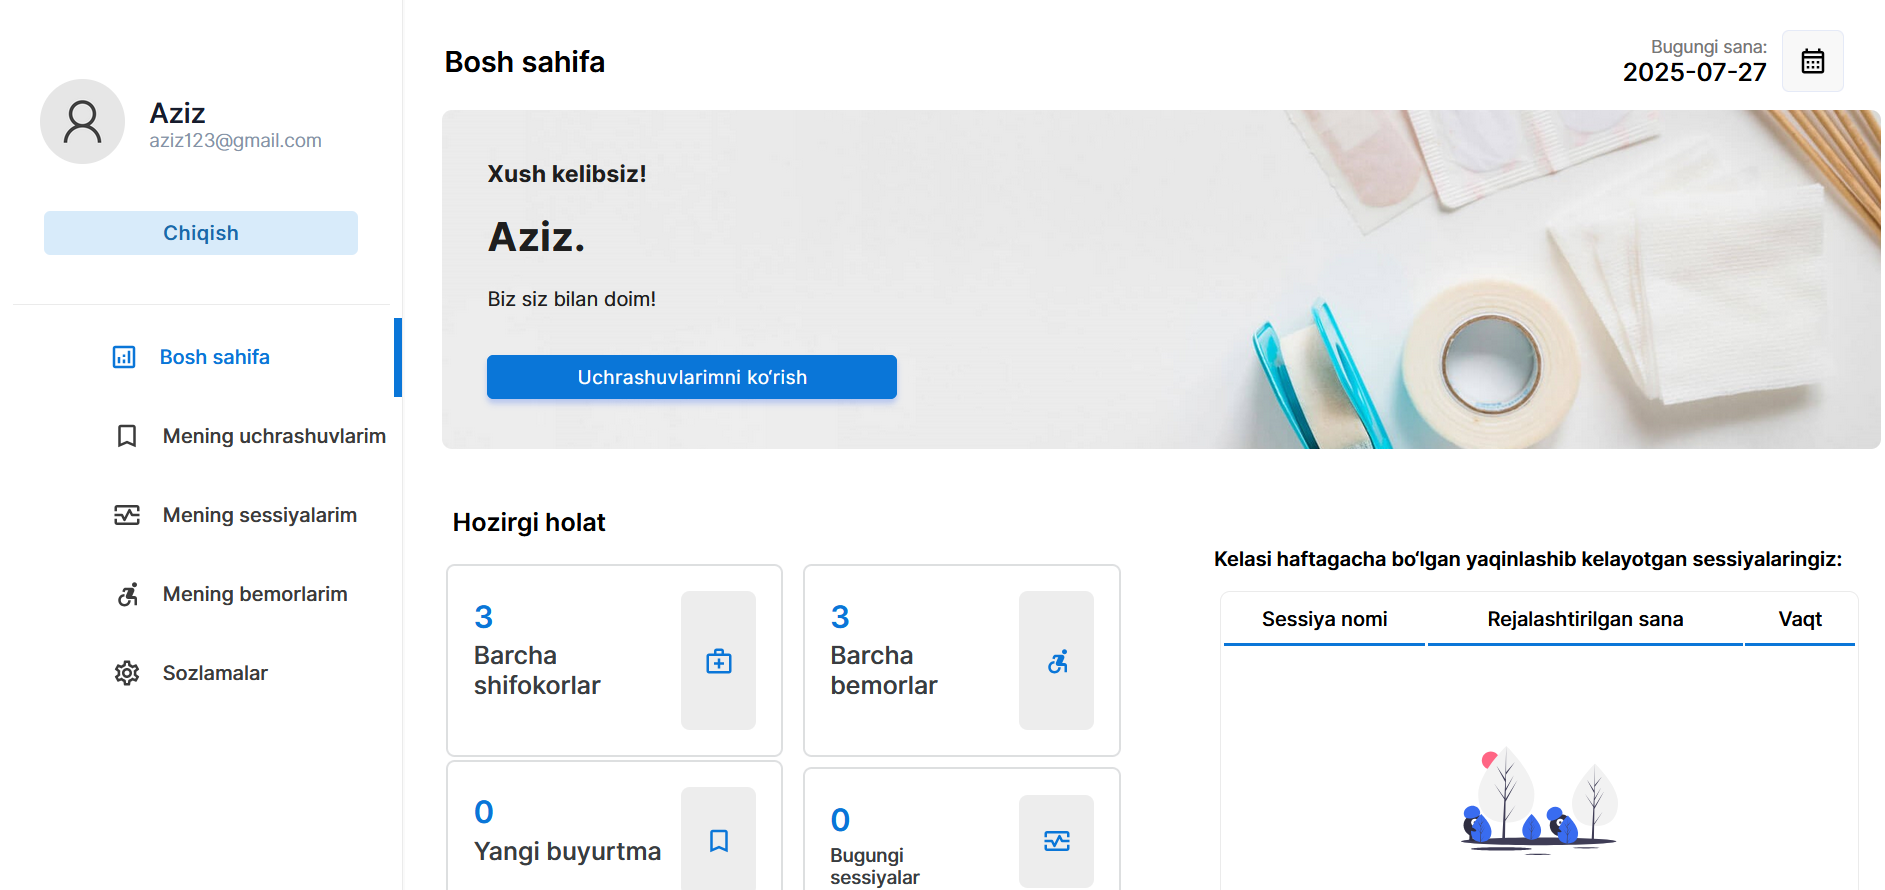 Aziz
aziz123@gmail.com
Chiqish
Bosh sahifa
Mening uchrashuvlarim
Mening sessiyalarim
Mening bemorlarim
Sozlamalar
Bosh sahifa
Bugungi sana:
2025-07-27
Xush kelibsiz!
Aziz.
Biz siz bilan doim!
Uchrashuvlarimni ko‘rish
Hozirgi holat
3
Barcha
shifokorlar
3
Barcha
bemorlar
0
Yangi buyurtma
0
Bugungi
sessiyalar
Kelasi haftagacha bo‘lgan yaqinlashib kelayotgan sessiyalaringiz:
Sessiya nomi Rejalashtirilgan sana Vaqt